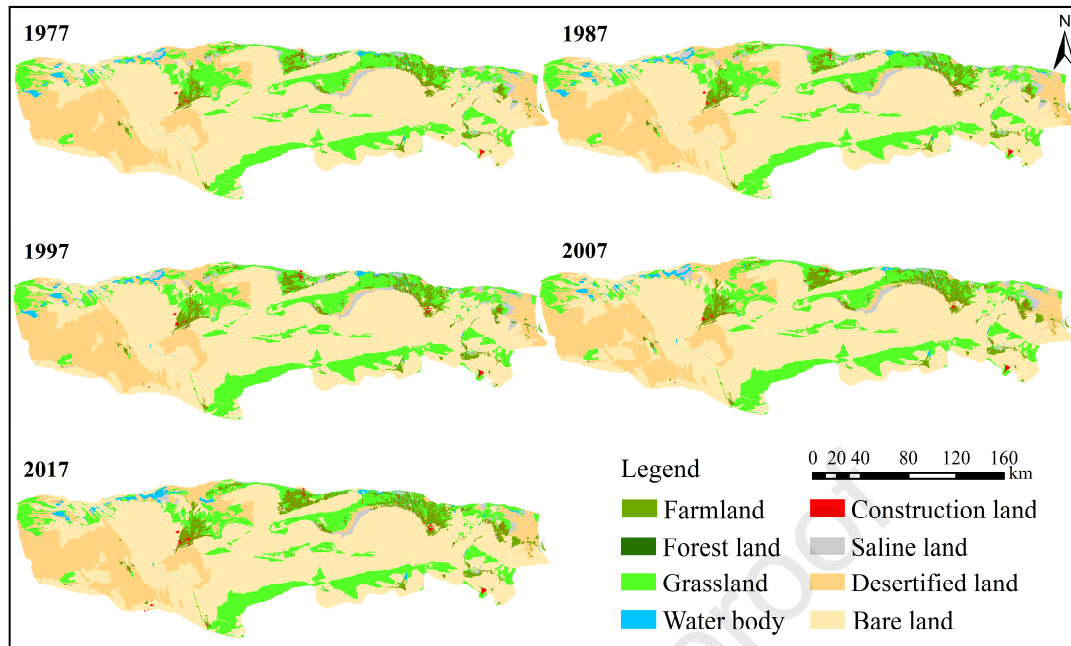 1977
1987
N
1997
2007
2017
Legend
0 20 40 80 120 160
km
Farmland
Construction land
Forest land
Saline land
Grassland
Desertified land
Water body
Bare land
proof